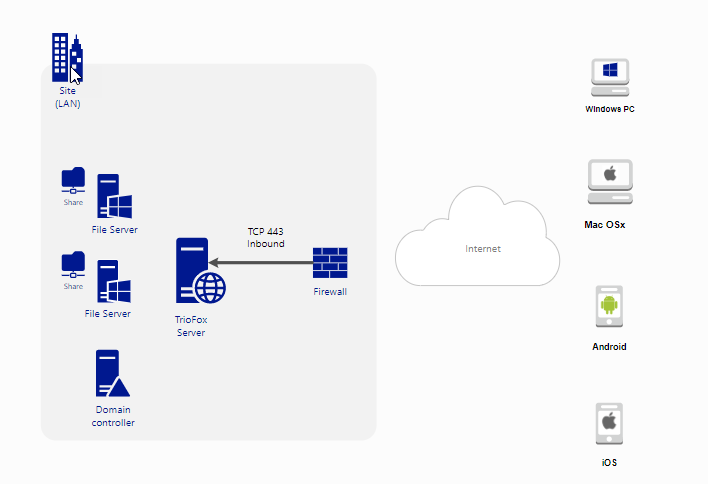 Site
(LAN)
Windows PC
Share
File Server
Mac OSx
TCP 443
Inbound
Internet
Share
File Server
Firewall
TrioFox
Server
Android
Domain
controller
iOS